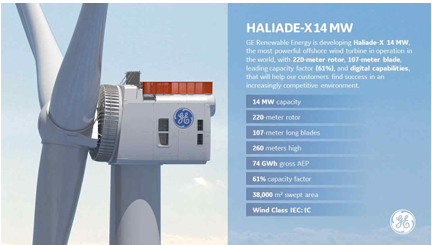 HALIADE-X 14 MW
GE Renewable Energy is developing Haliade-X 14 MW,
the most powerful offshore wind turbine in operation in
the world, with 220-meter rotor, 107-meter blade,
leading capacity factor (61%), and digital capabilities,
that will help our customers find success in an
increasingly competitive environment.
14 MW capacity
220-meter rotor
107-meter long blades
260 meters high
74 GWh gross AEP
61% capacity factor
38,000 m² swept area
Wind Class IEC: IC
GE
GE